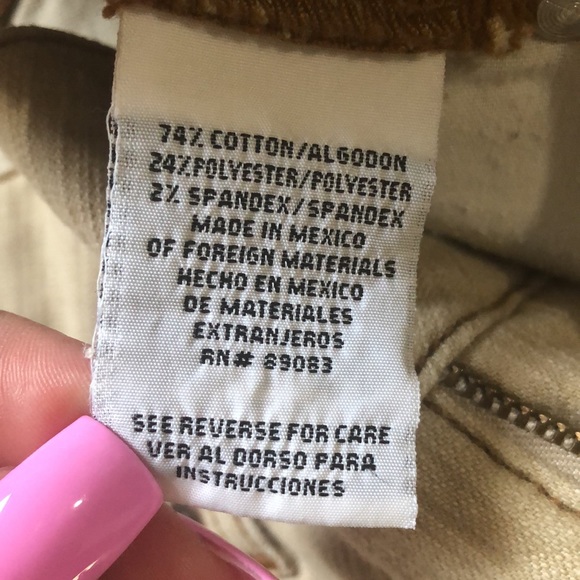 74% COTTON/ALGODON
24% POLYESTER/POLYESTER
2% SPANDEX/SPANDEX
MADE IN MEXICO
OF FOREIGN MATERIALS
HECHO EN MEXICO
DE MATERIALES
EXTRANJEROS
RN# 89083
SEE REVERSE FOR CARE
VER AL DORSO PARA
INSTRUCCIONES